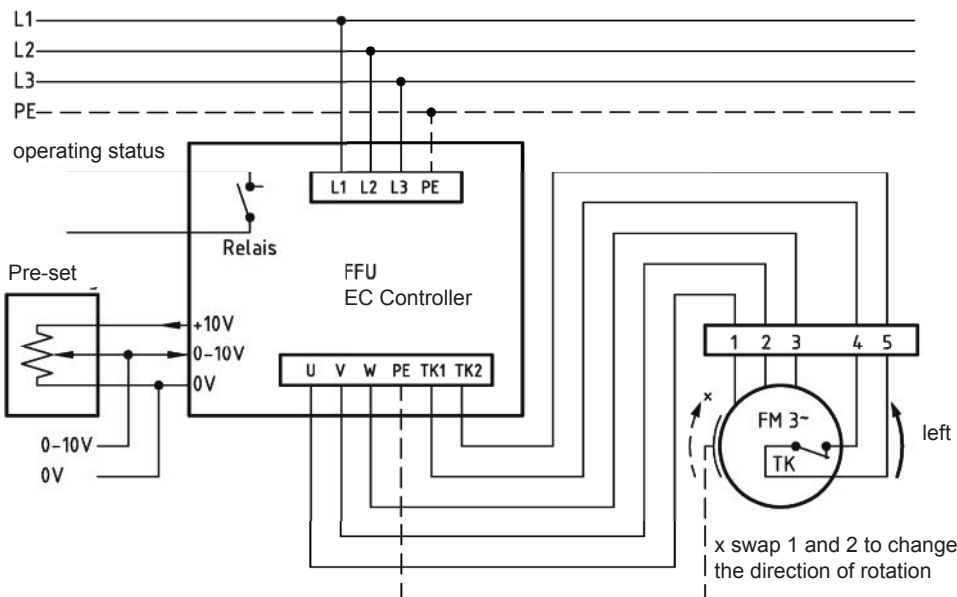 L1
L2
L3
PE
operating status
L1 L2 L3 PE
Relais
Pre-set
FFU
EC Controller
+10V
0-10V
0V
U V W PE TK1 TK2
1 2 3 4 5
x
FM 3~
TK
left
0-10V
0V
x swap 1 and 2 to change
the direction of rotation